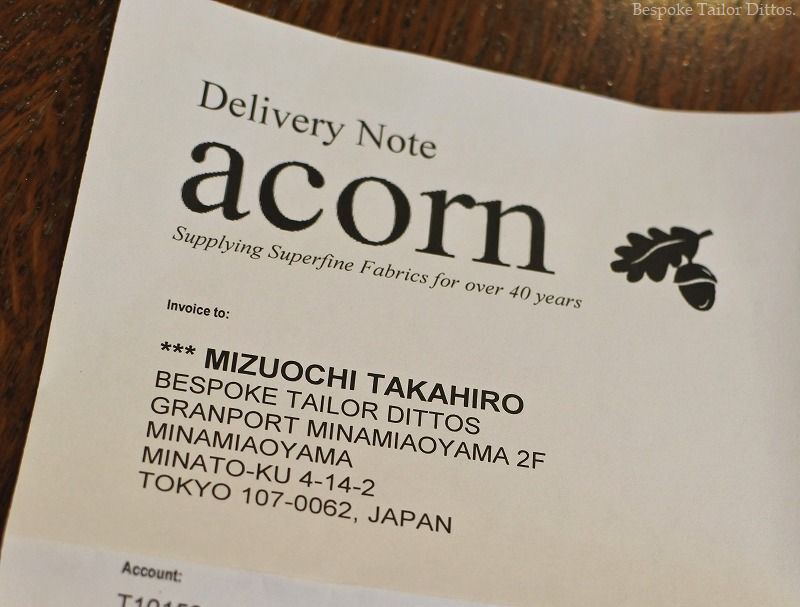 Bespoke Tailor Dittos.
Delivery Note
acorn
Supplying Superfine Fabrics for over 40 years
Invoice to:
*** MIZUOCHI TAKAHIRO
BESPOKE TAILOR DITTOS
GRANPORT MINAMIAOYAMA 2F
MINAMIAOYAMA
MINATO-KU 4-14-2
TOKYO 107-0062, JAPAN
Account: